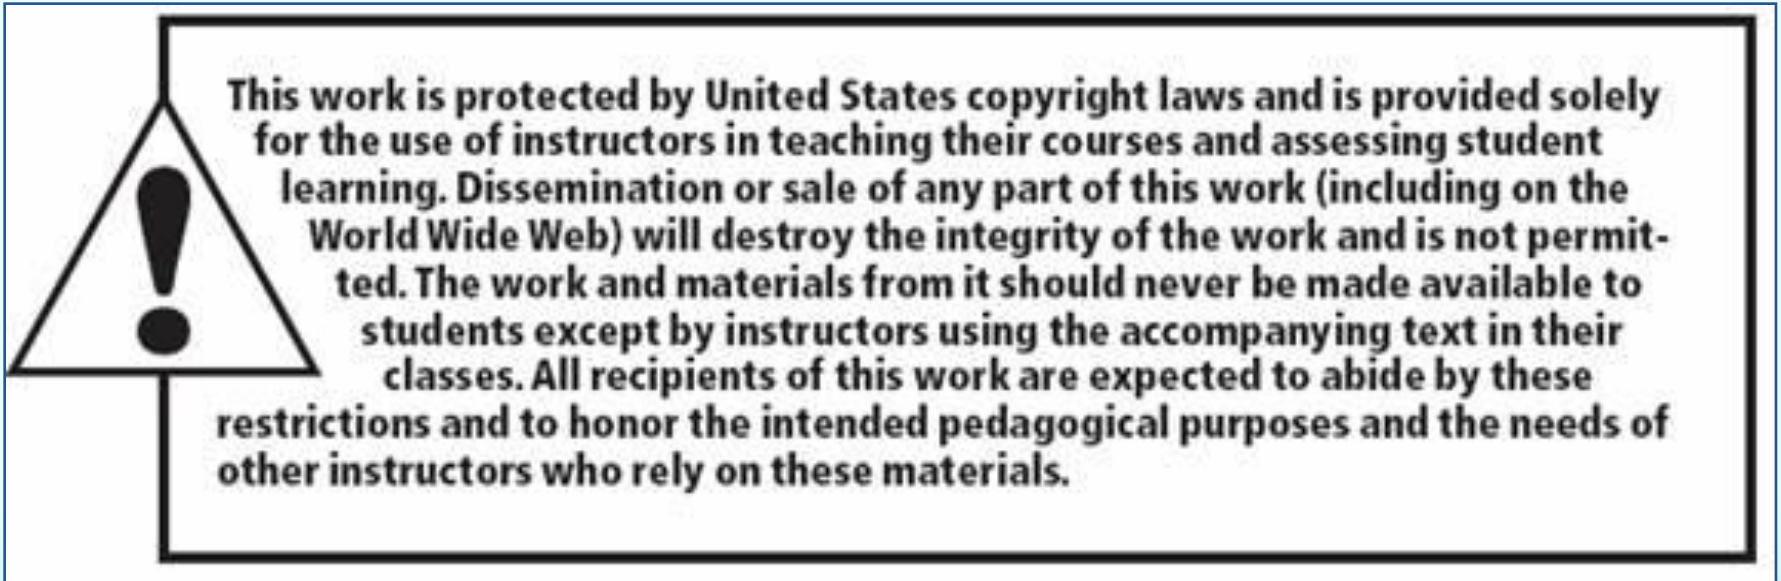 This work is protected by United States copyright laws and is provided solely
for the use of instructors in teaching their courses and assessing student
learning. Dissemination or sale of any part of this work (including on the
World Wide Web) will destroy the integrity of the work and is not permit-
ted. The work and materials from it should never be made available to
students except by instructors using the accompanying text in their
classes. All recipients of this work are expected to abide by these
restrictions and to honor the intended pedagogical purposes and the needs of
other instructors who rely on these materials.